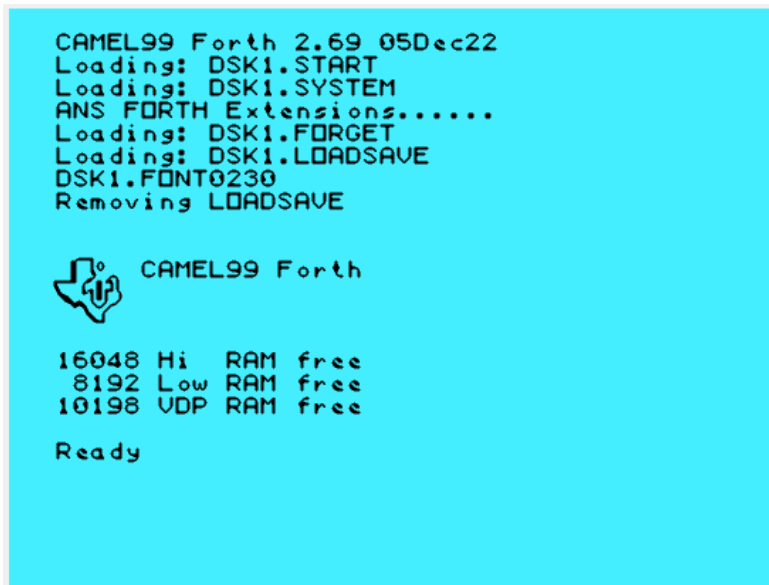 CAMEL99 Forth 2.69 05Dec22
Loading: DSK1.START
Loading: DSK1.SYSTEM
ANS FORTH Extensions......
Loading: DSK1.FORGET
Loading: DSK1.LOADSAVE
DSK1.FONT0230
Removing LOADSAVE
CAMEL99 Forth
16048 Hi  RAM free
8192 Low RAM free
10198 VDP RAM free
Ready